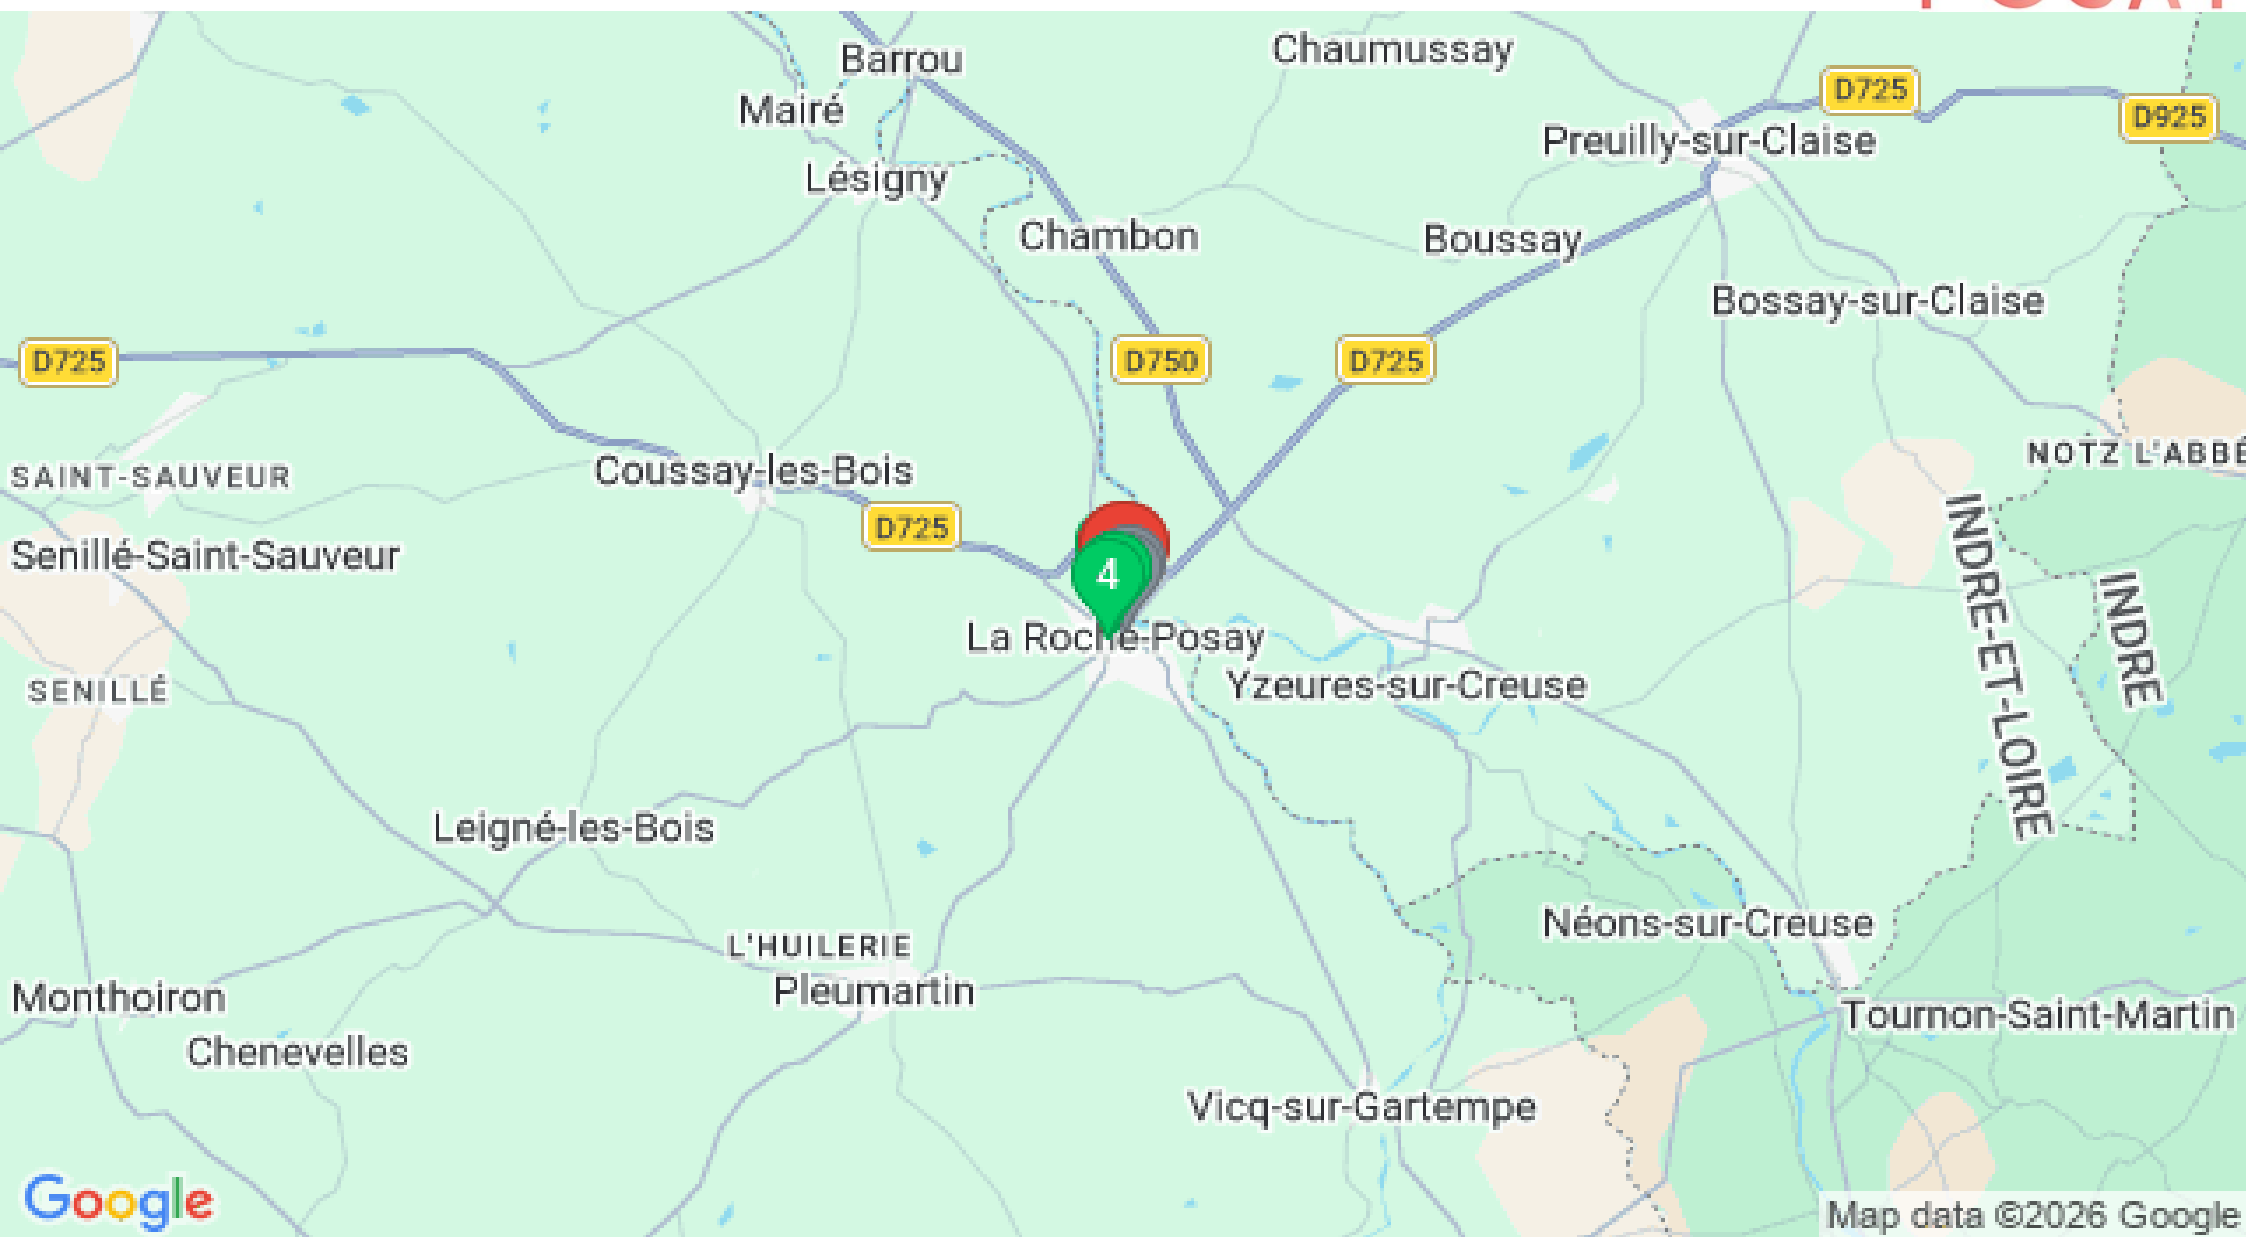 Barrou
Chaumussay
Mairé
D725
D925
Preuilly-sur-Claise
Lésigny
Chambon
Boussay
Bossay-sur-Claise
D725
D750
D725
NOTZ L'ABBÉ
Coussay-les-Bois
SAINT-SAUVEUR
D725
Senillé-Saint-Sauveur
4
INDRE-ET-LOIRE
INDRE
La Roche-Posay
Yzeures-sur-Creuse
SENILLÉ
Leigné-les-Bois
Néons-sur-Creuse
L'HUILERIE
Pleumartin
Monthoiron
Tournon-Saint-Martin
Chenevelles
Vicq-sur-Gartempe
Google
Map data ©2026 Google